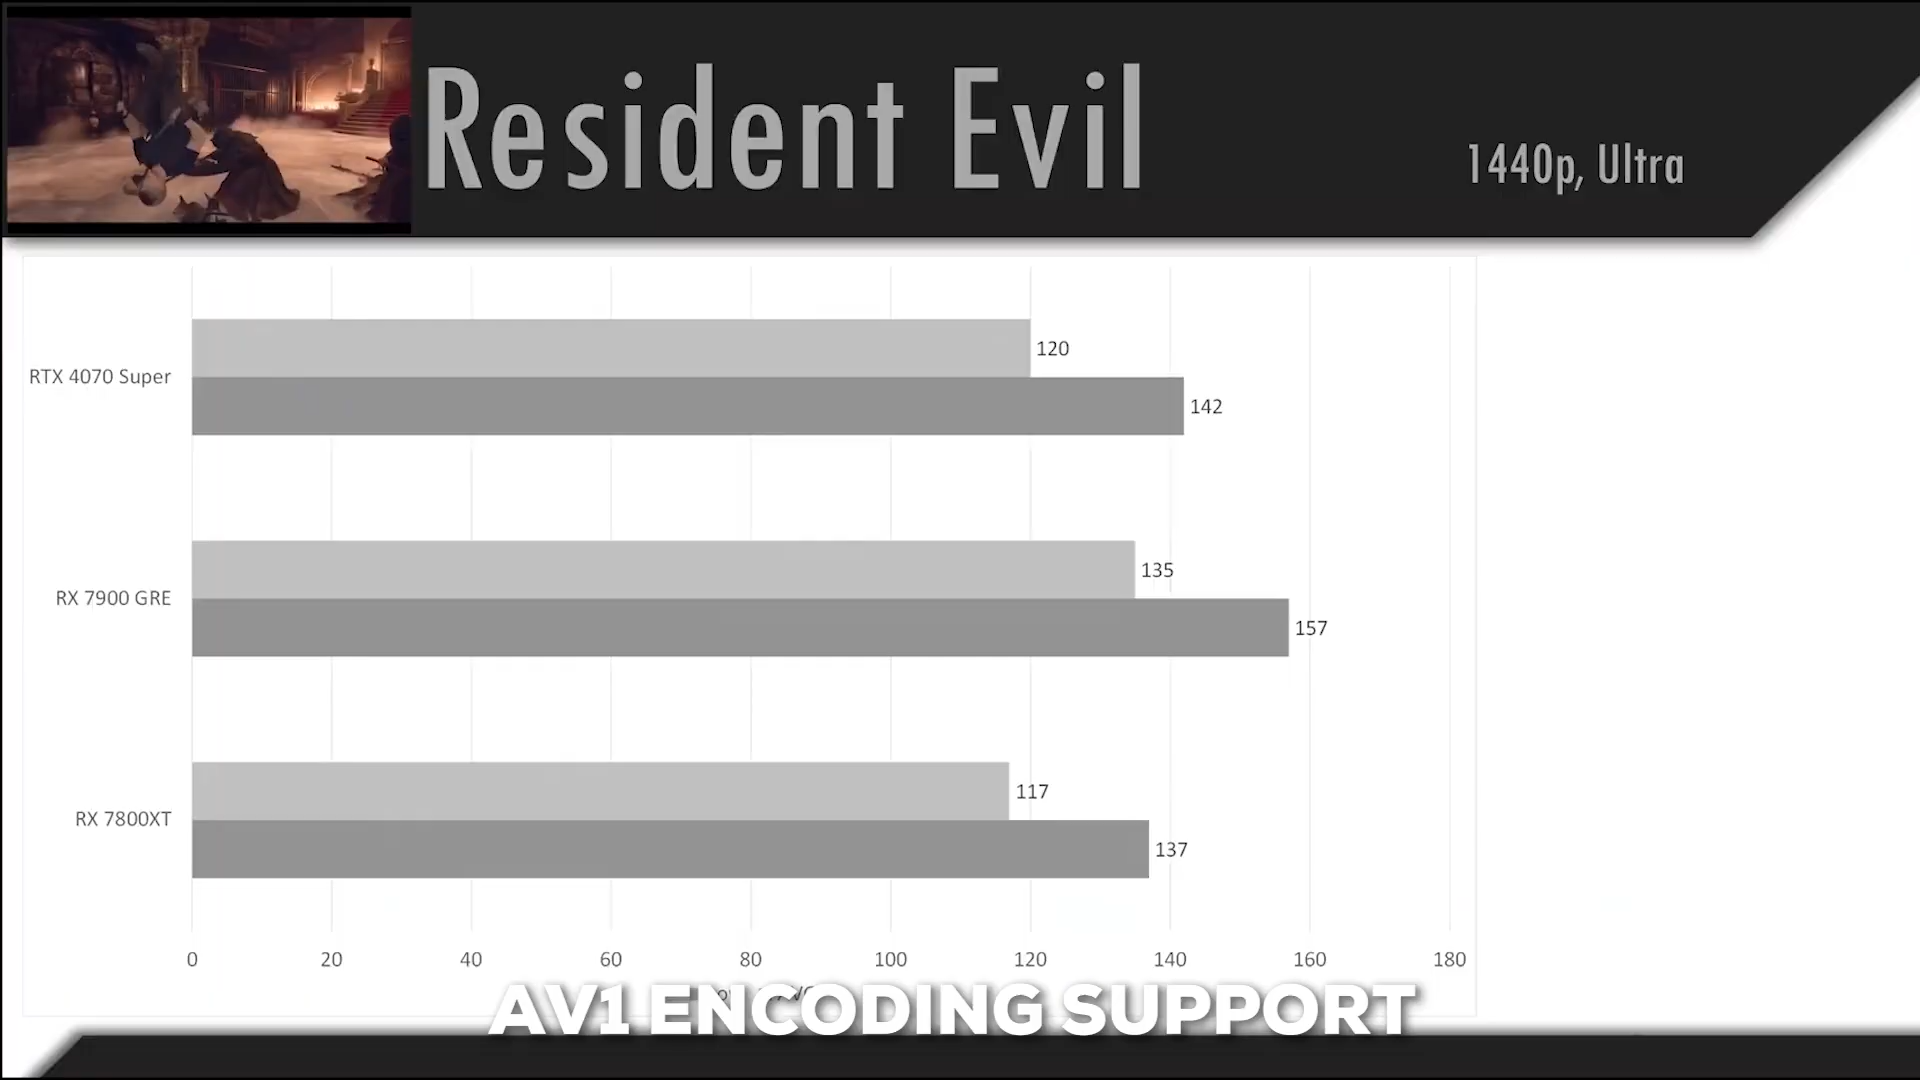 Resident Evil
1440p, Ultra
RTX 4070 Super
120
142
RX 7900 GRE
135
157
RX 7800XT
117
137
0 20 40 60 80 100 120 140 160 180
AV1 ENCODING SUPPORT